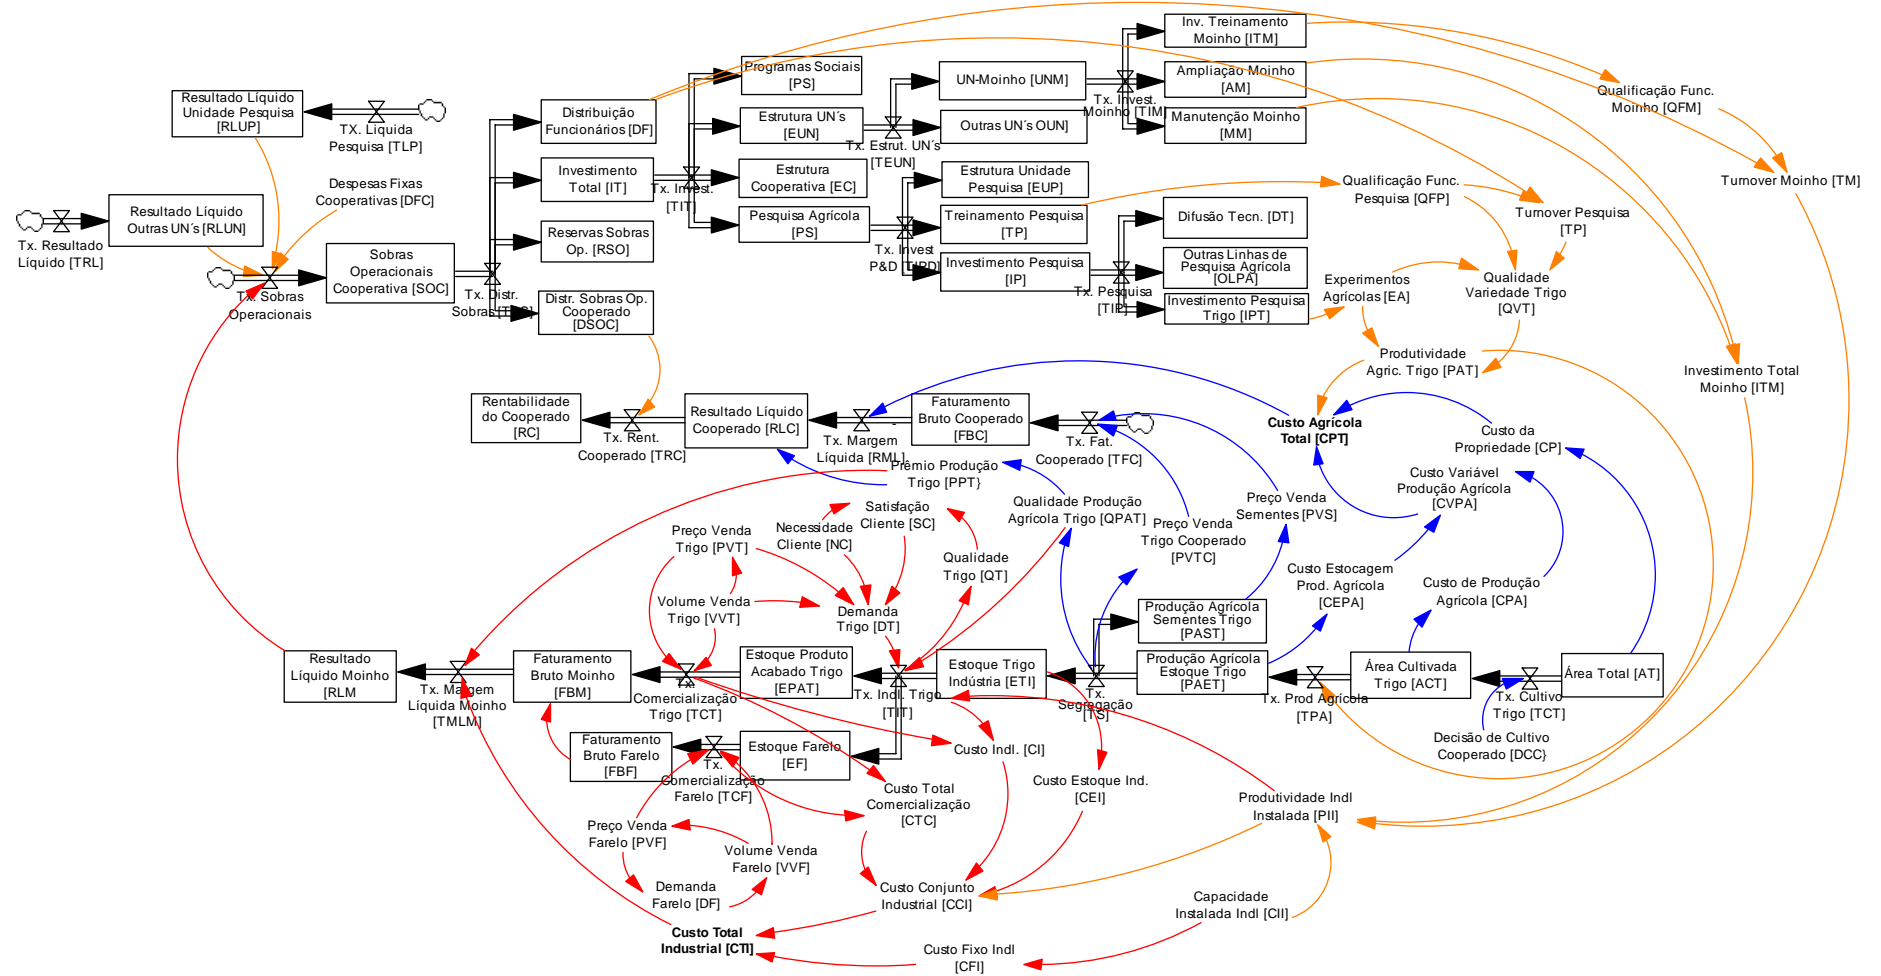 Inv. Treinamento
Moinho [ITM]
Programas Sociais
[PS]
UN-Moinho [UNM]
Ampliação Moinho
[AM]
Tx. Invest.
Moinho [TIM]
Qualificação Func.
Moinho [QFM]
Resultado Líquido
Unidade Pesquisa
[RLUP]
TX. Liquida
Pesquisa [TLP]
Distribuição
Funcionários [DF]
Estrutura UN´s
[EUN]
Outras UN´s OUN]
Manutenção Moinho
[MM]
Tx. Estrut. UN´s
[TEUN]
Despesas Fixas
Cooperativas [DFC]
Investimento
Total [IT]
Tx. Invest.
[TIT]
Estrutura
Cooperativa [EC]
Estrutura Unidade
Pesquisa [EUP]
Qualificação Func.
Pesquisa [QFP]
Turnover Moinho [TM]
Resultado Líquido
Outras UN´s [RLUN]
Tx. Resultado
Líquido [TRL]
Reservas Sobras
Op. [RSO]
Pesquisa Agrícola
[PS]
Treinamento Pesquisa
[TP]
Difusão Tecn. [DT]
Turnover Pesquisa
[TP]
Tx. Invest
P&D [TIPD]
Sobras
Operacionais
Cooperativa [SOC]
Investimento Pesquisa
[IP]
Outras Linhas de
Pesquisa Agrícola
[OLPA]
Experimentos
Agrícolas [EA]
Qualidade
Variedade Trigo
[QVT]
Tx. Sobras
Operacionais
Tx. Distr.
Sobras
Distr. Sobras Op.
Cooperado
[DSOC]
Tx. Pesquisa
[TIP]
Investimento Pesquisa
Trigo [IPT]
Produtividade
Agric. Trigo [PAT]
Investimento Total
Moinho [ITM]
Rentabilidade
do Cooperado
[RC]
Tx. Rent.
Cooperado [TRC]
Resultado Líquido
Cooperado [RLC]
Tx. Margem
Líquida [RML]
Faturamento
Bruto Cooperado
[FBC]
Tx. Fat.
Cooperado [TFC]
Custo Agrícola
Total [CPT]
Custo da
Propriedade [CP]
Prêmio Produção
Trigo [PPT}
Custo Variável
Produção Agrícola
[CVPA]
Qualidade Produção
Agrícola Trigo [QPAT]
Preço Venda
Sementes [PVS]
Satisfação
Cliente [SC]
Necessidade
Cliente [NC]
Preço Venda
Trigo [PVT]
Preço Venda
Trigo Cooperado
[PVTC]
Qualidade
Trigo [QT]
Custo Estocagem
Prod. Agrícola
[CEPA]
Custo de Produção
Agrícola [CPA]
Volume Venda
Trigo [VVT]
Demanda
Trigo [DT]
Produção Agrícola
Sementes Trigo
[PAST]
Resultado
Líquido Moinho
[RLM
Tx. Margem
Líquida Moinho
[TMLM]
Faturamento
Bruto Moinho
[FBM]
Tx.
Comercialização
Trigo [TCT]
Estoque Produto
Acabado Trigo
[EPAT]
Tx. Indl. Trigo
[TIT]
Estoque Trigo
Indústria [ETI]
Tx.
Segregação
[TS]
Produção Agrícola
Estoque Trigo
[PAET]
Tx. Prod Agrícola
[TPA]
Área Cultivada
Trigo [ACT]
Tx. Cultivo
Trigo [TCT]
Área Total [AT]
Decisão de Cultivo
Cooperado [DCC}
Faturamento
Bruto Farelo
[FBF]
Tx.
Comercialização
Farelo [TCF]
Estoque Farelo
[EF]
Custo Indl. [CI]
Custo Estoque Ind.
[CEI]
Custo Total
Comercialização
[CTC]
Produtividade Indl
Instalada [PII]
Preço Venda
Farelo [PVF]
Volume Venda
Farelo [VVF]
Demanda
Farelo [DF]
Custo Conjunto
Industrial [CCI]
Capacidade
Instalada Indl [CII]
Custo Total
Industrial [CTI]
Custo Fixo Indl
[CFI]